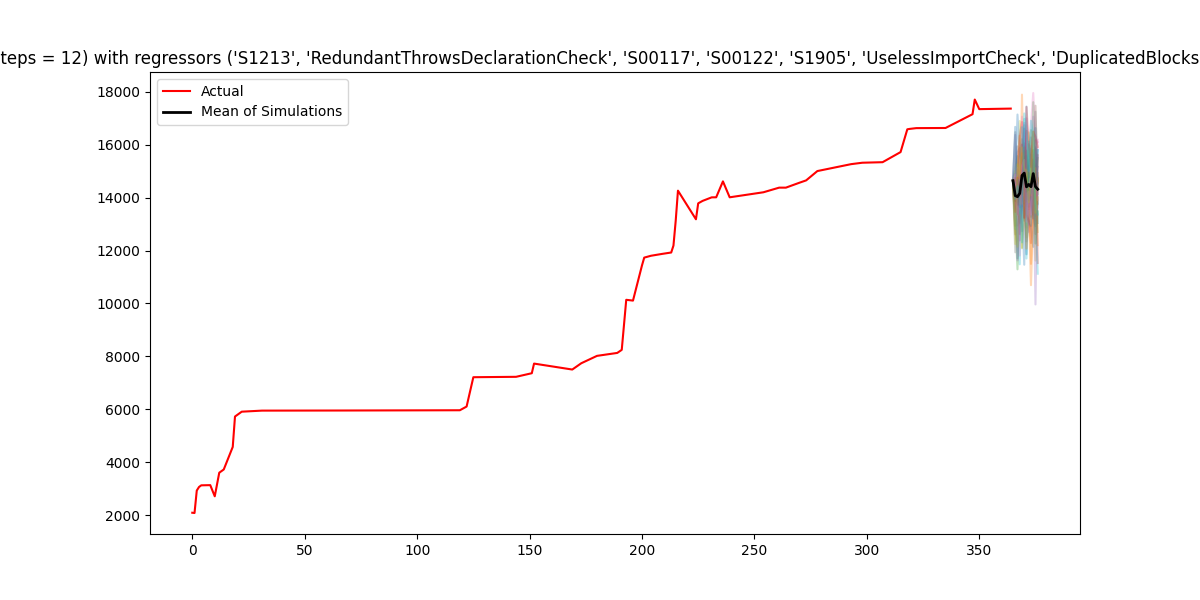 teps = 12) with regressors ('S1213', 'RedundantThrowsDeclarationCheck', 'S00117', 'S00122', 'S1905', 'UselessImportCheck', 'DuplicatedBlocks
Actual
Mean of Simulations
18000
16000
14000
12000
10000
8000
6000
4000
2000
0 50 100 150 200 250 300 350